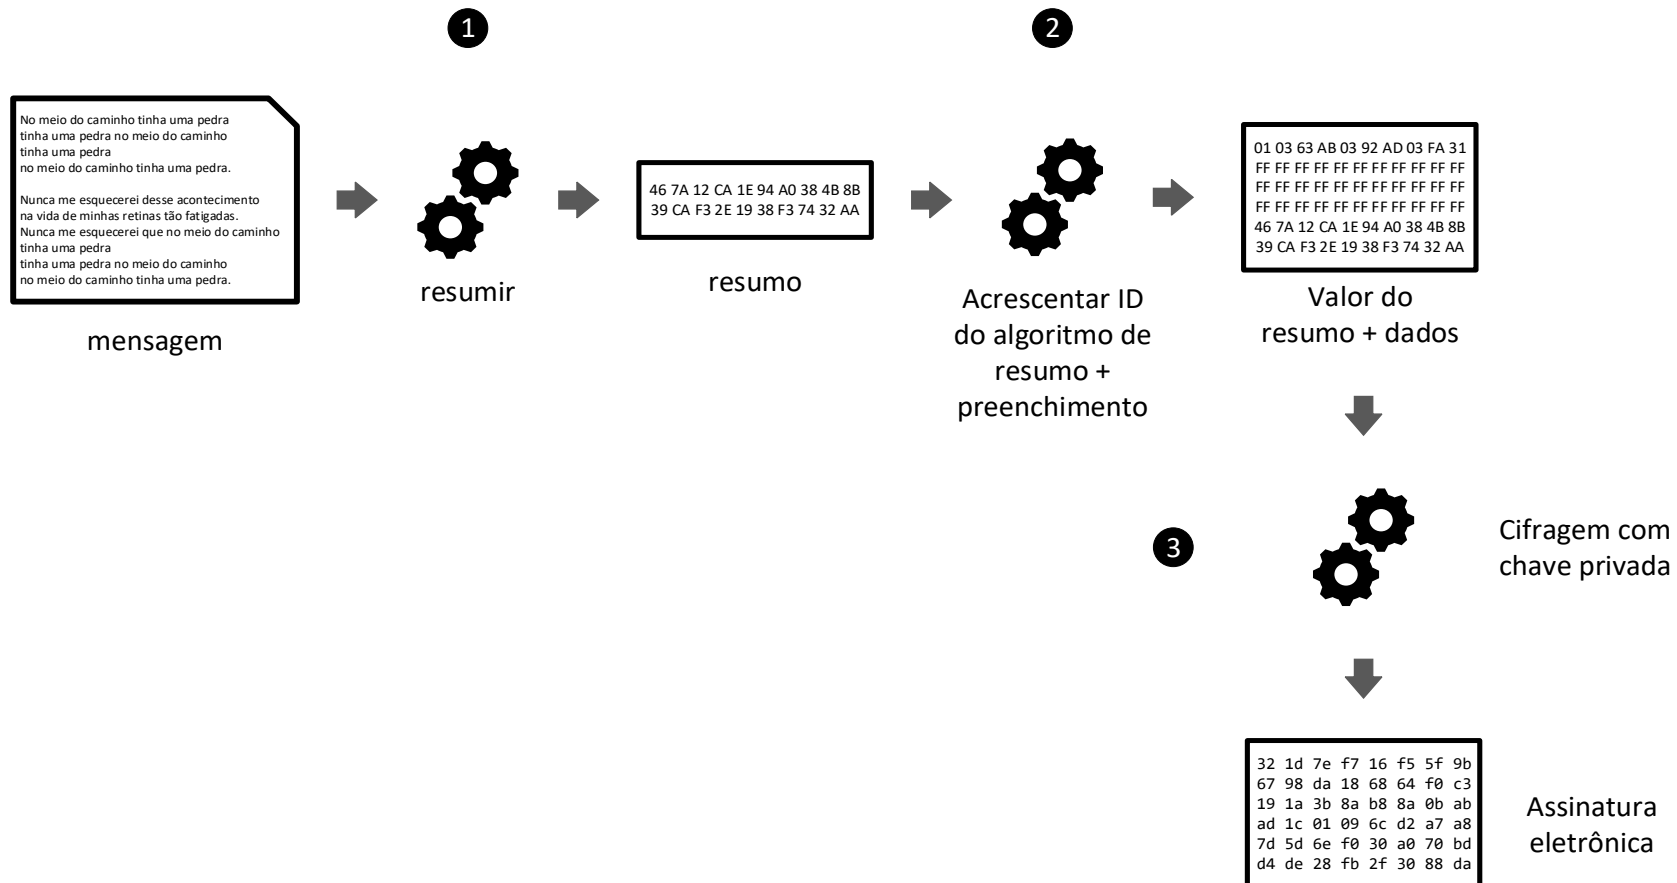 1
2
No meio do caminho tinha uma pedra
tinha uma pedra no meio do caminho
tinha uma pedra
no meio do caminho tinha uma pedra.
Nunca me esquecerei desse acontecimento
na vida de minhas retinas tão fatigadas.
Nunca me esquecerei que no meio do caminho
tinha uma pedra
tinha uma pedra no meio do caminho
no meio do caminho tinha uma pedra.
mensagem
resumir
46 7A 12 CA 1E 94 A0 38 4B 8B
39 CA F3 2E 19 38 F3 74 32 AA
resumo
Acrescentar ID
do algoritmo de
resumo +
preenchimento
01 03 63 AB 03 92 AD 03 FA 31
FF FF FF FF FF FF FF FF FF FF FF
FF FF FF FF FF FF FF FF FF FF FF
FF FF FF FF FF FF FF FF FF FF FF
46 7A 12 CA 1E 94 A0 38 4B 8B
39 CA F3 2E 19 38 F3 74 32 AA
Valor do
resumo + dados
3
Cifragem com
chave privada
32 1d 7e f7 16 f5 5f 9b
67 98 da 18 68 64 f0 c3
19 1a 3b 8a b8 8a 0b ab
ad 1c 01 09 6c d2 a7 a8
7d 5d 6e f0 30 a0 70 bd
d4 de 28 fb 2f 30 88 da
Assinatura
eletrônica